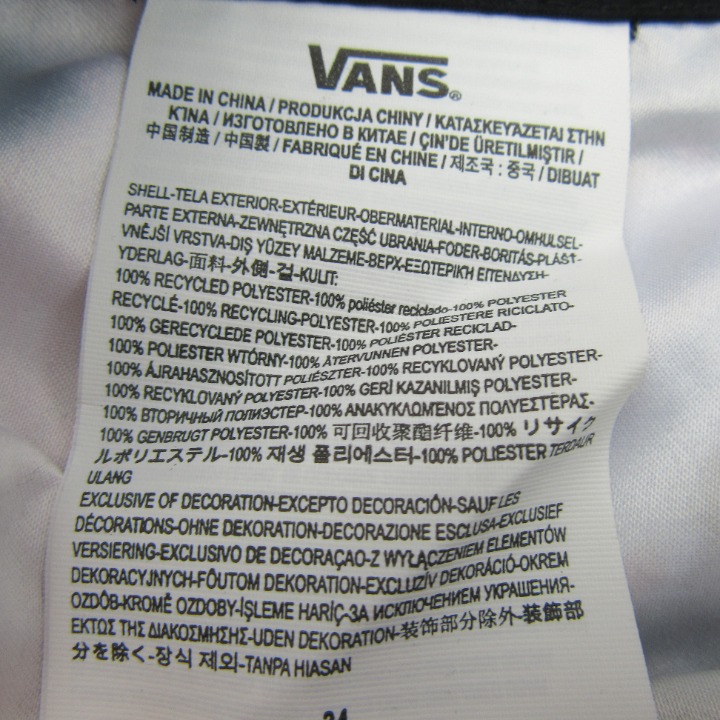 VANS®
MADE IN CHINA / PRODUKCJA CHINY / ΚΑΤΑΣΚΕΥΆΖΕΤΑΙ ΣΤΗΝ
ΚΊΝΑ / ИЗГОТОВЛЕНО В КИТАЕ / ÇİN'DE ÜRETİLMİŞTİR /
中国制造 / 中国製 / FABRIQUÉ EN CHINE / 제조국 : 중국 / DIBUAT
DI CINA
SHELL-TELA EXTERIOR-EXTÉRIEUR-OBERMATERIAL-INTERNO-OMHULSEL-
PARTE EXTERNA-ZEWNĘTRZNA CZĘŚĆ UBRANIA-FODER-BORÍTÁS-PLÁŠŤ-
VNĚJŠÍ VRSTVA-DIŞ YÜZEY MALZEME-ВЕРХ-ΕΞΩΤΕΡΙΚΗ ΕΠΕΝΔΥΣΗ-
YDERLAG-面料-外側-겉-KULIT:
100% RECYCLED POLYESTER-100% poliéster reciclado-100% POLYESTER
RECYCLÉ-100% RECYCLING-POLYESTER-100% POLIESTERE RICICLATO-
100% GERECYCLEDE POLYESTER-100% POLIÉSTER RECICLAD-
100% POLIESTER WTÓRNY-100% ÅTERVUNNEN POLYESTER-
100% ÁJRAHASZNOSÍTOTT POLIÉSZTER-100% RECYKLOVANÝ POLYESTER-
100% RECYKLOVANÝ POLYESTER-100% GERİ KAZANILMIŞ POLYESTER-
100% ВТОРИЧНЫЙ ПОЛИЭСТЕР-100% ΑΝΑΚΥΚΛΩΜΈΝΟΣ ΠΟΛΥΕΣΤΈΡΑΣ-
100% GENBRUGT POLYESTER-100% 可回收聚酯纤维-100% リサイク
ルポリエステル-100% 재생 폴리에스터-100% POLIESTER TERDAUR
ULANG
EXCLUSIVE OF DECORATION-EXCEPTO DECORACIÓN-SAUF LES
DÉCORATIONS-OHNE DEKORATION-DECORAZIONE ESCLUSA-EXCLUSIEF
VERSIERING-EXCLUSIVO DE DECORAÇAO-Z WYŁĄCZENIEM ELEMENTÓW
DEKORACYJNYCH-FÔUTOM DEKORATION-EXCLUZÍV DEKORÁCIÓ-OKREM
OZDÔB-KROMĚ OZDOBY-İŞLEME HARİÇ-ЗА ИСКЛЮЧЕНИЕМ УКРАШЕНИЯ-
ΕΚΤΟΣ ΤΗΣ ΔΙΑΚΟΣΜΗΣΗΣ-UDEN DEKORATION-装饰部分除外-装飾部
分を除く-장식 제외-TANPA HIASAN